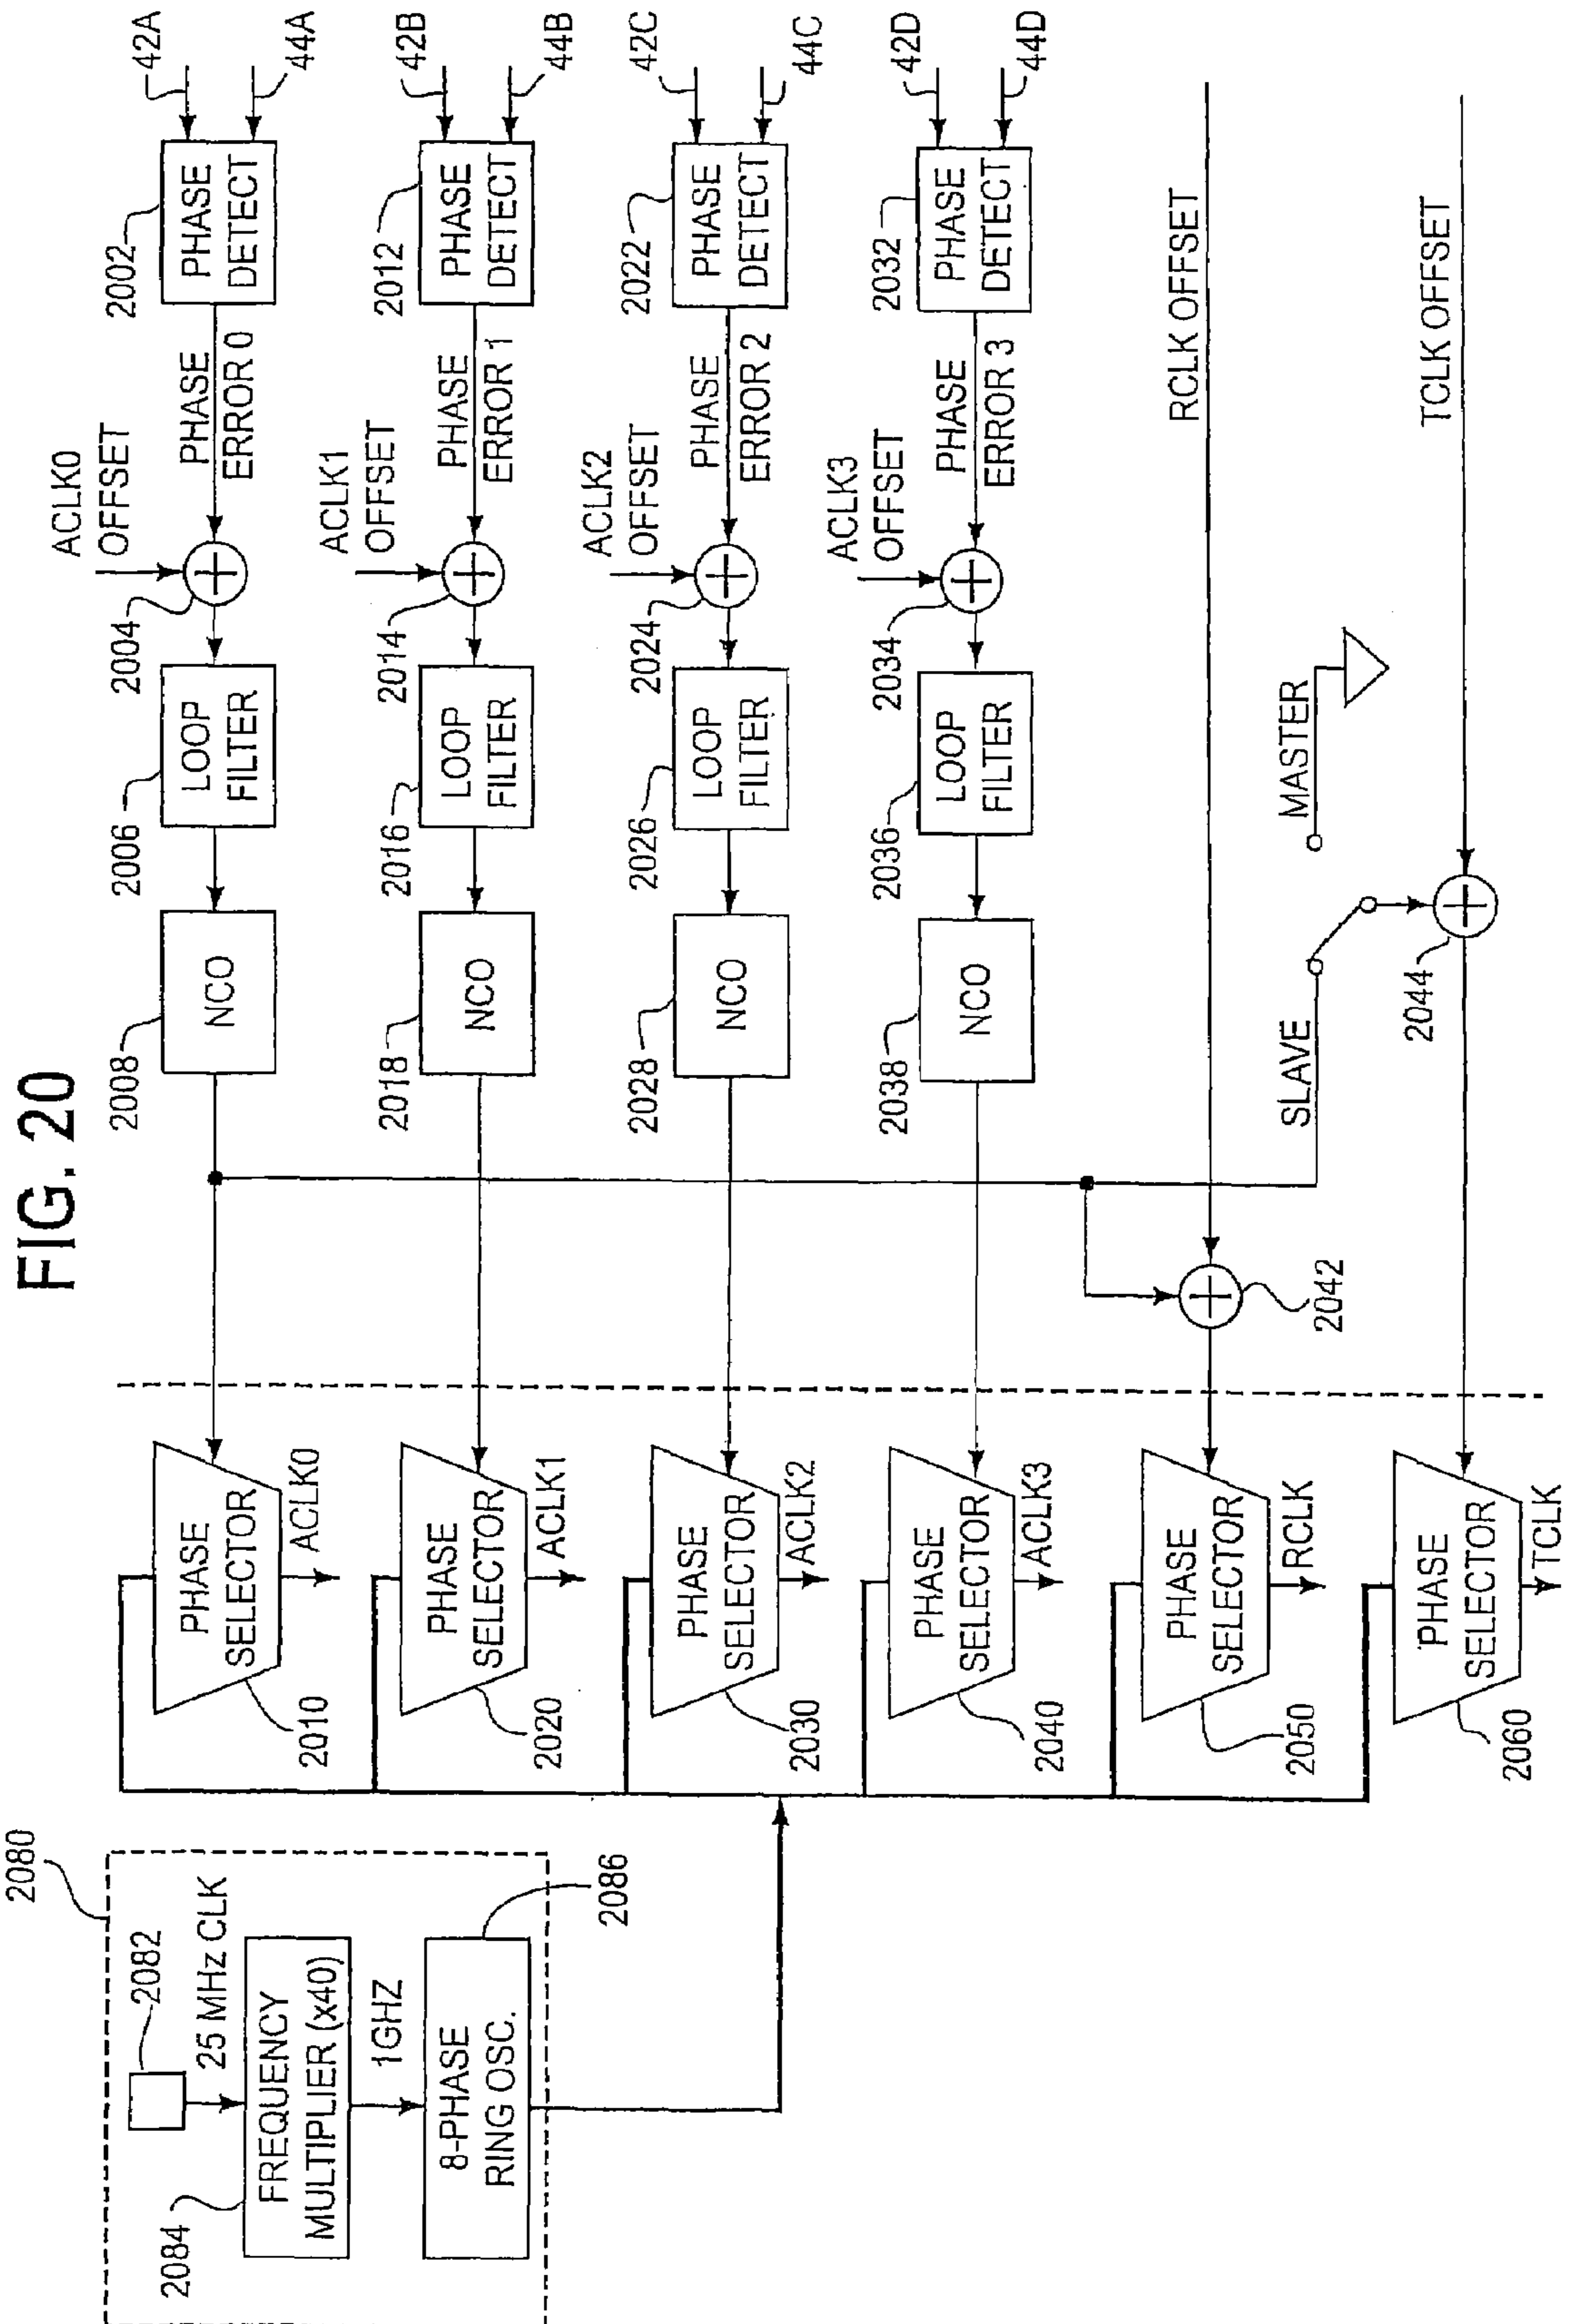 FIG. 20
2080
2082
25 MHz CLK
FREQUENCY
MULTIPLIER (x40)
2084
1GHZ
8-PHASE
RING OSC.
2086
PHASE
SELECTOR
2010
ACLK0
2008
NCO
2006
LOOP
FILTER
2004
ACLK0
OFFSET
PHASE
ERROR 0
2002
PHASE
DETECT
42A
44A
PHASE
SELECTOR
2020
ACLK1
2018
NCO
2016
LOOP
FILTER
2014
ACLK1
OFFSET
PHASE
ERROR 1
2012
PHASE
DETECT
42B
44B
PHASE
SELECTOR
2030
ACLK2
2028
NCO
2026
LOOP
FILTER
2024
ACLK2
OFFSET
PHASE
ERROR 2
2022
PHASE
DETECT
42C
44C
PHASE
SELECTOR
2040
ACLK3
2038
NCO
2036
LOOP
FILTER
2034
ACLK3
OFFSET
PHASE
ERROR 3
2032
PHASE
DETECT
42D
44D
PHASE
SELECTOR
2050
RCLK
2042
RCLK OFFSET
SLAVE
MASTER
PHASE
SELECTOR
2060
TCLK
2044
TCLK OFFSET